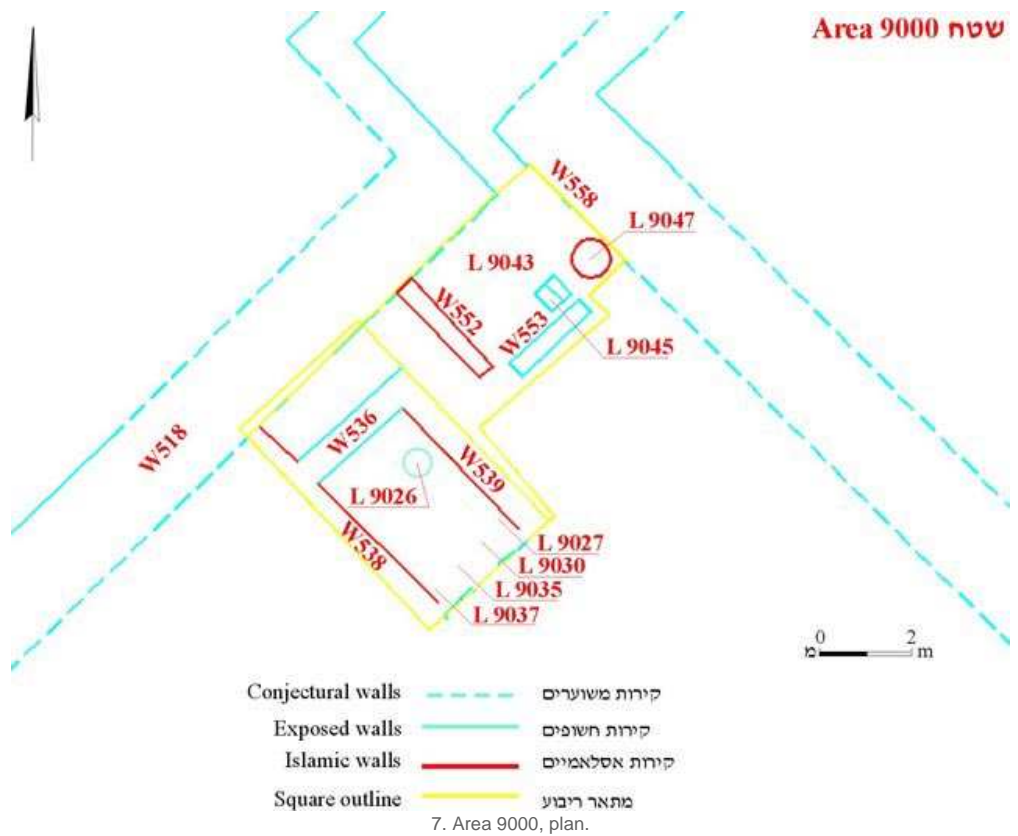 Area 9000 שטח
W558
L 9047
L 9043
W552
W553
L 9045
W518
W536
W539
L 9026
L 9027
W538
L 9030
L 9035
L 9037
0 2
מ m
Conjectural walls קירות משוערים
Exposed walls קירות חשופים
Islamic walls קירות אסלאמיים
Square outline מתאר ריבוע
7. Area 9000, plan.